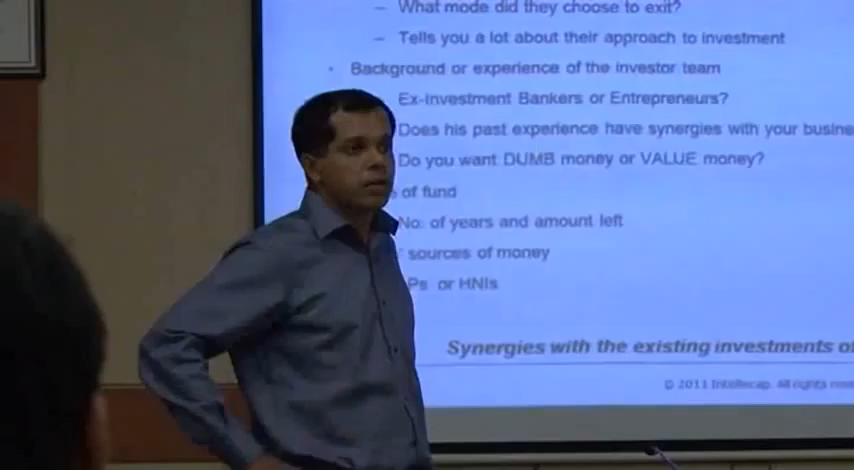 – What mode did they choose to exit?
– Tells you a lot about their approach to investment
• Background or experience of the investor team
Ex-Investment Bankers or Entrepreneurs?
Does his past experience have synergies with your busine
Do you want DUMB money or VALUE money?
of fund
No: of years and amount left
sources of money
Ps or HNIs
Synergies with the existing investments of
© 2011 Intellecap. All rights rese